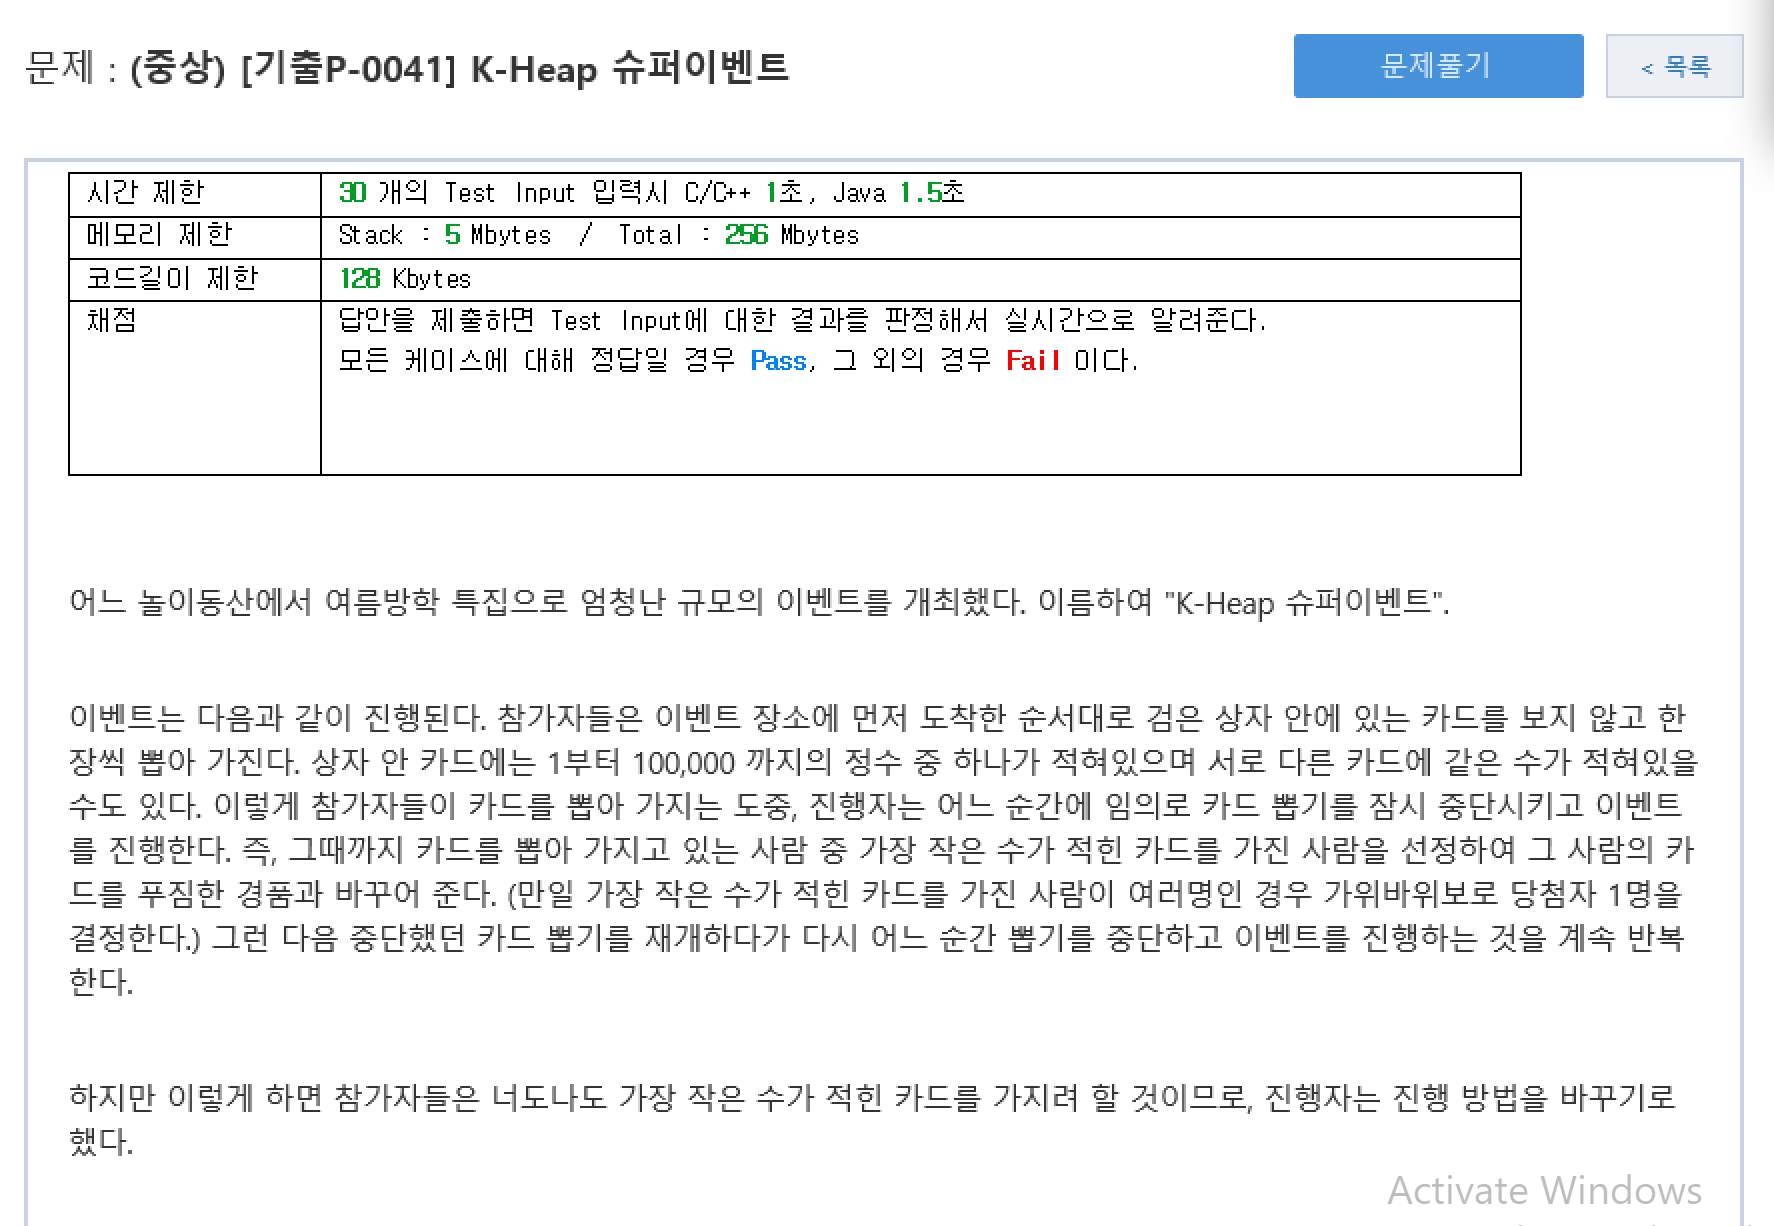 문제 : (중상) [기출P-0041] K-Heap 슈퍼이벤트
문제풀기
< 목록
시간 제한 30 개의 Test Input 입력시 C/C++ 1초, Java 1.5초
메모리 제한 Stack : 5 Mbytes / Total : 256 Mbytes
코드길이 제한 128 Kbytes
채점 답안을 제출하면 Test Input에 대한 결과를 판정해서 실시간으로 알려준다.
모든 케이스에 대해 정답일 경우 Pass, 그 외의 경우 Fail 이다.
어느 놀이동산에서 여름방학 특집으로 엄청난 규모의 이벤트를 개최했다. 이름하여 "K-Heap 슈퍼이벤트".
이벤트는 다음과 같이 진행된다. 참가자들은 이벤트 장소에 먼저 도착한 순서대로 검은 상자 안에 있는 카드를 보지 않고 한
장씩 뽑아 가진다. 상자 안 카드에는 1부터 100,000 까지의 정수 중 하나가 적혀있으며 서로 다른 카드에 같은 수가 적혀있을
수도 있다. 이렇게 참가자들이 카드를 뽑아 가지는 도중, 진행자는 어느 순간에 임의로 카드 뽑기를 잠시 중단시키고 이벤트
를 진행한다. 즉, 그때까지 카드를 뽑아 가지고 있는 사람 중 가장 작은 수가 적힌 카드를 가진 사람을 선정하여 그 사람의 카
드를 푸짐한 경품과 바꾸어 준다. (만일 가장 작은 수가 적힌 카드를 가진 사람이 여러명인 경우 가위바위보로 당첨자 1명을
결정한다.) 그런 다음 중단했던 카드 뽑기를 재개하다가 다시 어느 순간 뽑기를 중단하고 이벤트를 진행하는 것을 계속 반복
한다.
하지만 이렇게 하면 참가자들은 너도나도 가장 작은 수가 적힌 카드를 가지려 할 것이므로, 진행자는 진행 방법을 바꾸기로
했다.
Activate Windows